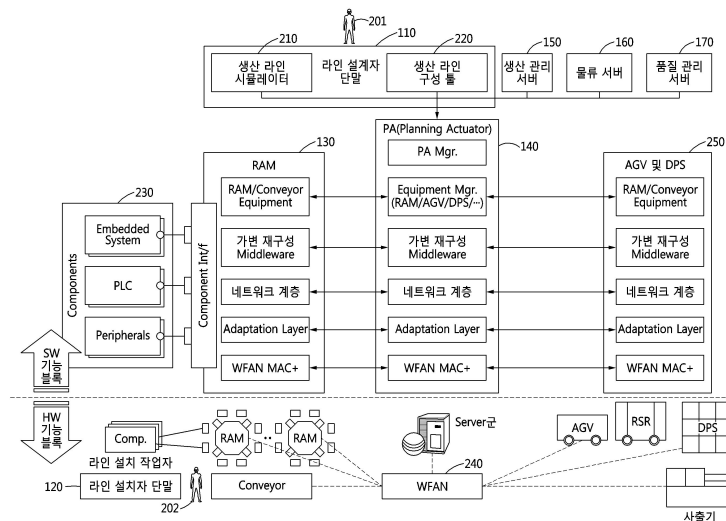 201
210
110
220
150
160
170
생산 라인
시뮬레이터
라인 설계자
단말
생산 라인
구성 툴
생산 관리
서버
물류 서버
품질 관리
서버
130
PA(Planning Actuator)
140
250
RAM
PA Mgr.
AGV 및 DPS
230
RAM/Conveyor
Equipment
Equipment Mgr.
(RAM/AGV/DPS/···)
RAM/Conveyor
Equipment
Components
Embedded
System
PLC
Peripherals
Component Int/f
가변 재구성
Middleware
가변 재구성
Middleware
가변 재구성
Middleware
네트워크 계층
네트워크 계층
네트워크 계층
Adaptation Layer
Adaptation Layer
Adaptation Layer
WFAN MAC+
WFAN MAC+
WFAN MAC+
SW
기능
블록
HW
기능
블록
Comp.
RAM
··
RAM
Server군
AGV
RSR
DPS
라인 설치 작업자
240
120
라인 설치자 단말
202
Conveyor
WFAN
사출기